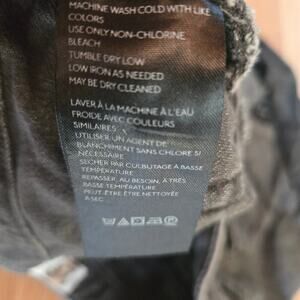 MACHINE WASH COLD WITH LIKE
COLORS
USE ONLY NON-CHLORINE
BLEACH
TUMBLE DRY LOW
LOW IRON AS NEEDED
MAY BE DRY CLEANED
LAVER À LA MACHINE À L'EAU
FROIDE AVEC COULEURS
SIMILAIRES
UTILISER UN AGENT DE
BLANCHIMENT SANS CHLORE SI
NÉCESSAIRE
SÉCHER PAR CULBUTAGE À BASSE
TEMPÉRATURE
REPASSER, AU BESOIN, À TRÈS
BASSE TEMPÉRATURE
PEUT-ÊTRE ÊTRE NETTOYÉE
À SEC